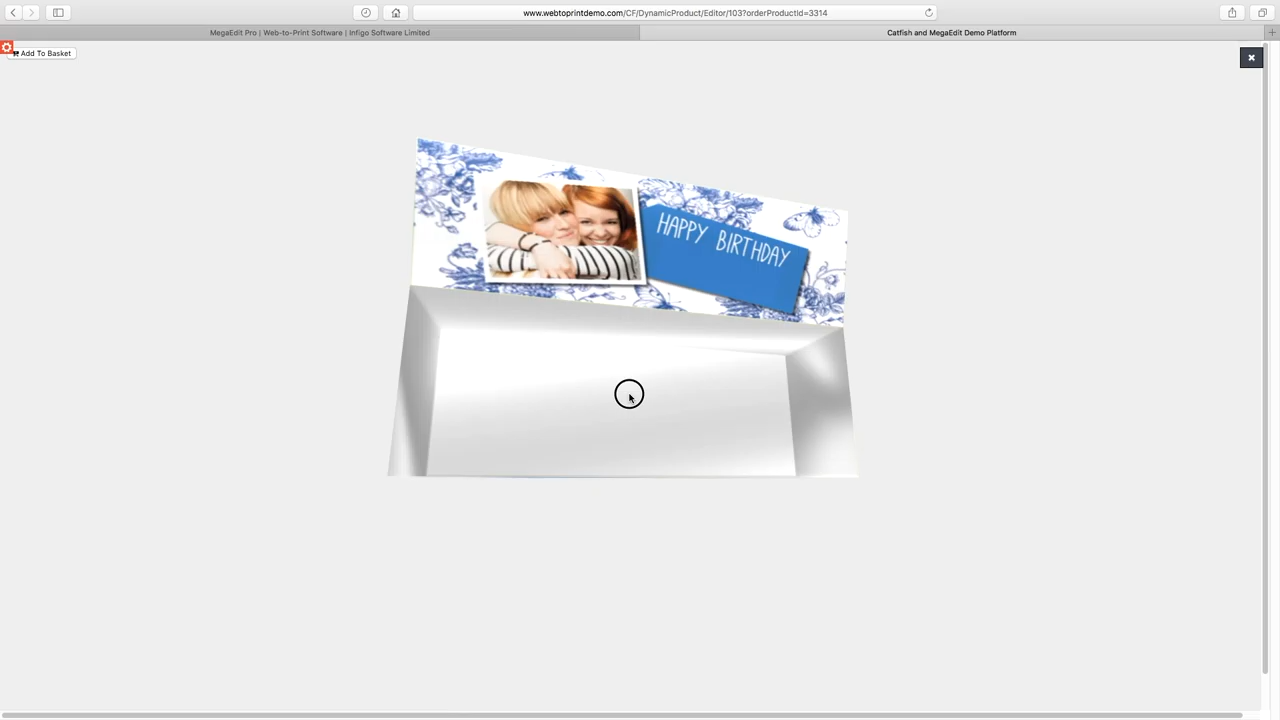 www.webtoprintdemo.com/CF/DynamicProduct/Editor/103?orderProductId=3314
MegaEdit Pro | Web-to-Print Software | Infigo Software Limited
Catfish and MegaEdit Demo Platform
Add To Basket
HAPPY BIRTHDAY